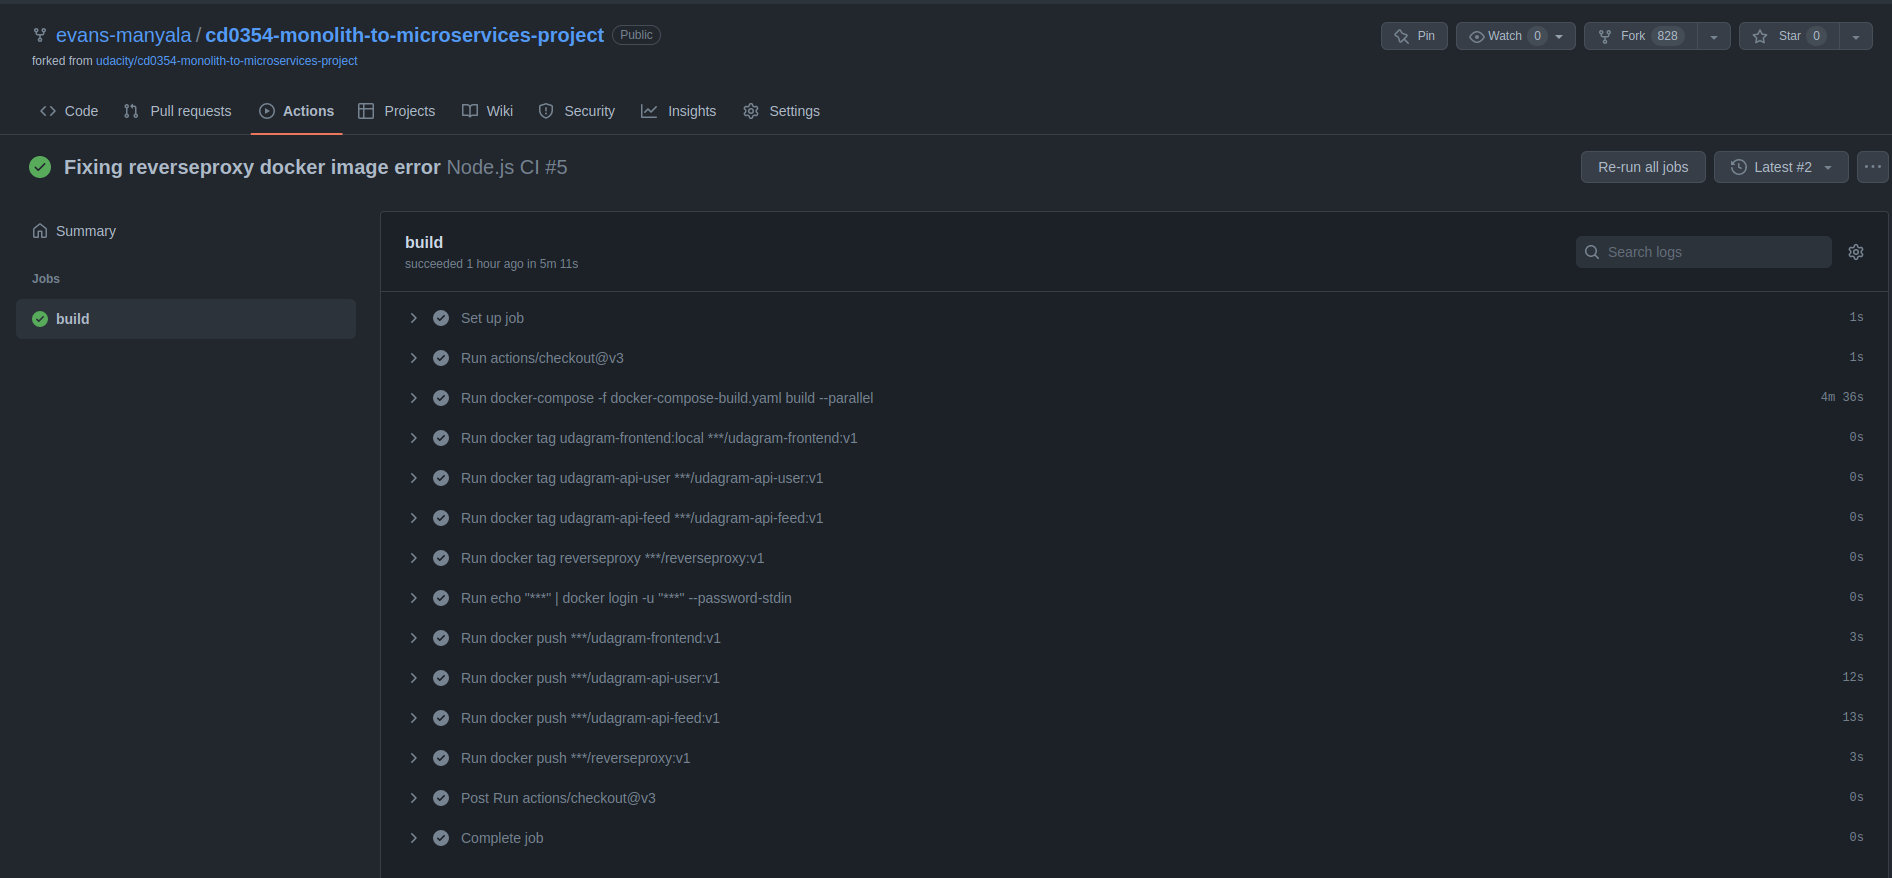 evans-manyala / cd0354-monolith-to-microservices-project Public
Pin Watch 0 Fork 828 Star 0
forked from udacity/cd0354-monolith-to-microservices-project
Code Pull requests Actions Projects Wiki Security Insights Settings
Fixing reverseproxy docker image error Node.js CI #5
Re-run all jobs Latest #2 ...
Summary
Jobs
build
build
succeeded 1 hour ago in 5m 11s
Search logs
Set up job 1s
Run actions/checkout@v3 1s
Run docker-compose -f docker-compose-build.yaml build --parallel 4m 36s
Run docker tag udagram-frontend:local ***/udagram-frontend:v1 0s
Run docker tag udagram-api-user ***/udagram-api-user:v1 0s
Run docker tag udagram-api-feed ***/udagram-api-feed:v1 0s
Run docker tag reverseproxy ***/reverseproxy:v1 0s
Run echo "***" | docker login -u "***" --password-stdin 0s
Run docker push ***/udagram-frontend:v1 3s
Run docker push ***/udagram-api-user:v1 12s
Run docker push ***/udagram-api-feed:v1 13s
Run docker push ***/reverseproxy:v1 3s
Post Run actions/checkout@v3 0s
Complete job 0s